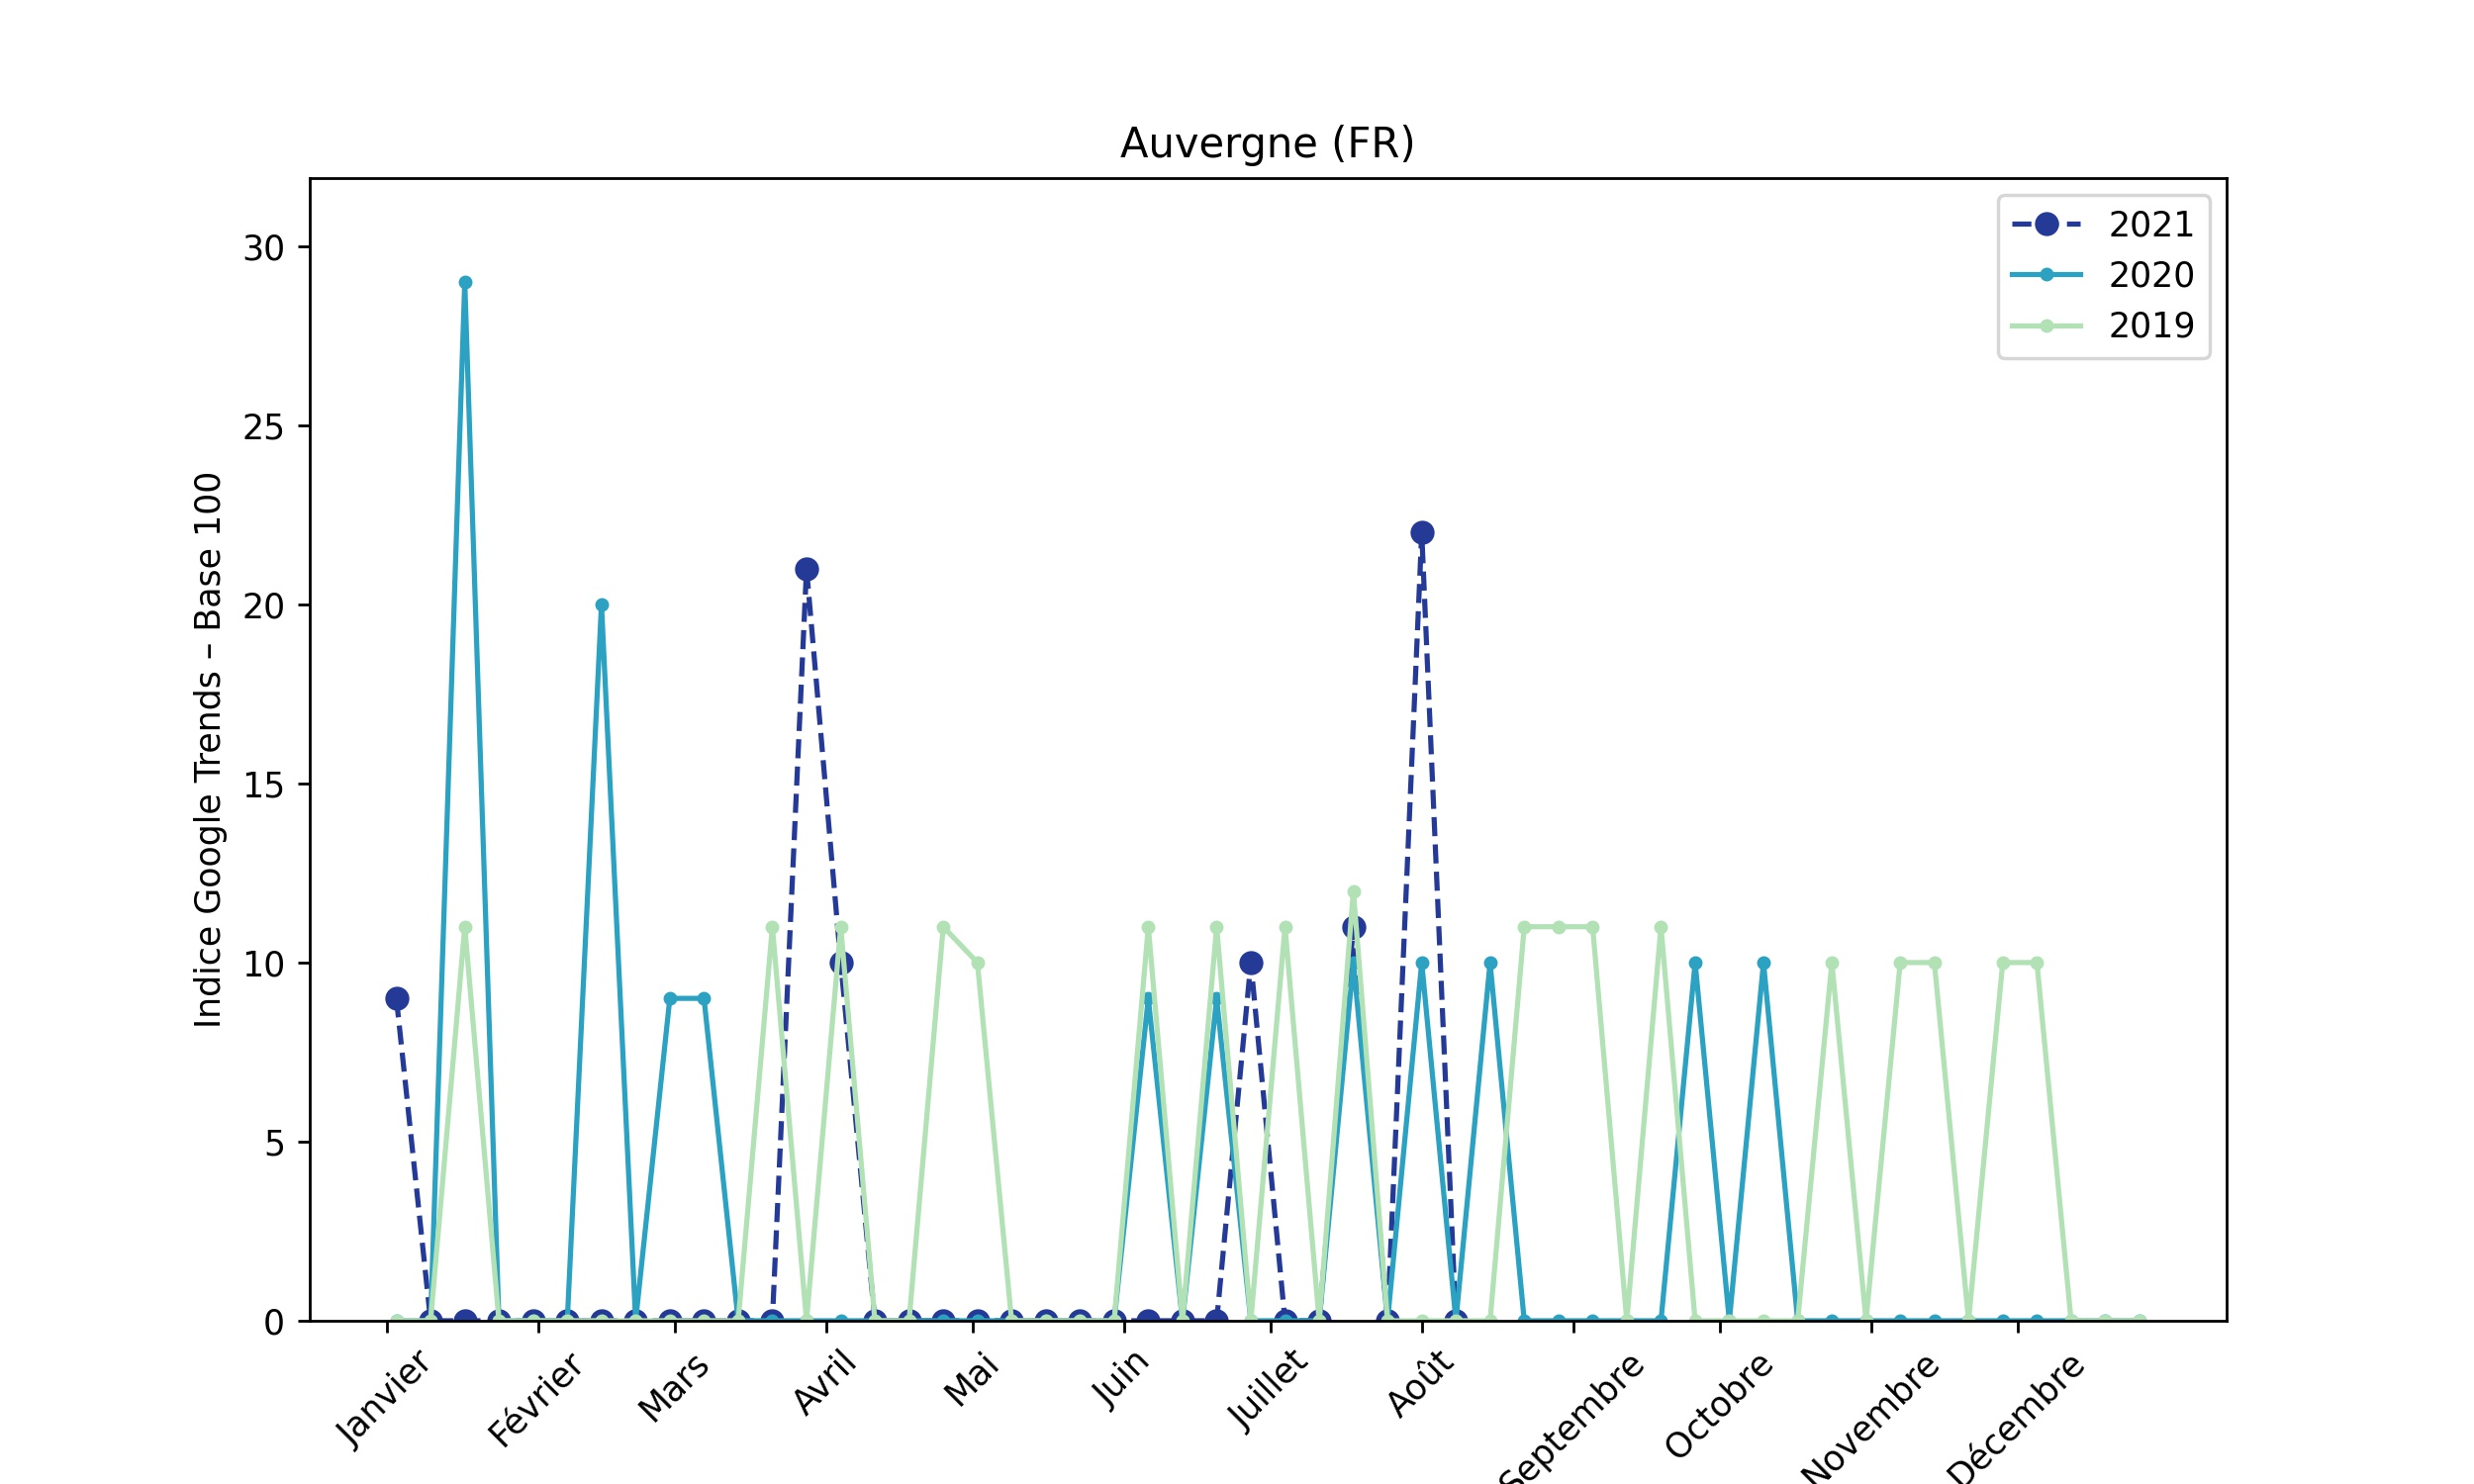 Auvergne (FR)
Indice Google Trends – Base 100
30
25
20
15
10
5
0
2021
2020
2019
Janvier
Février
Mars
Avril
Mai
Juin
Juillet
Août
Septembre
Octobre
Novembre
Décembre